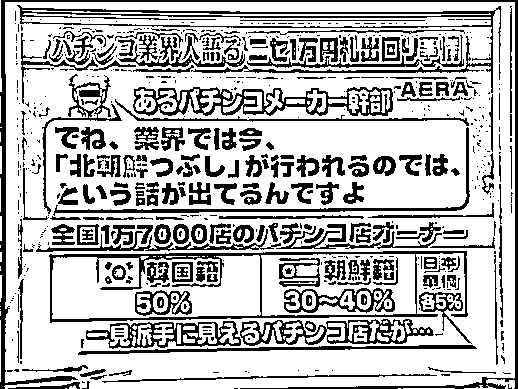 パチンコ業界人語る ニセ1万円札出回り事情
AERA
あるパチンコメーカー幹部
でね、業界では今、
「北朝鮮つぶし」が行われるのでは、
という話が出てるんですよ
全国1万7000店のパチンコ店オーナー
韓国籍
50%
朝鮮籍
30〜40%
日本
各5%
一見派手に見えるパチンコ店だが…